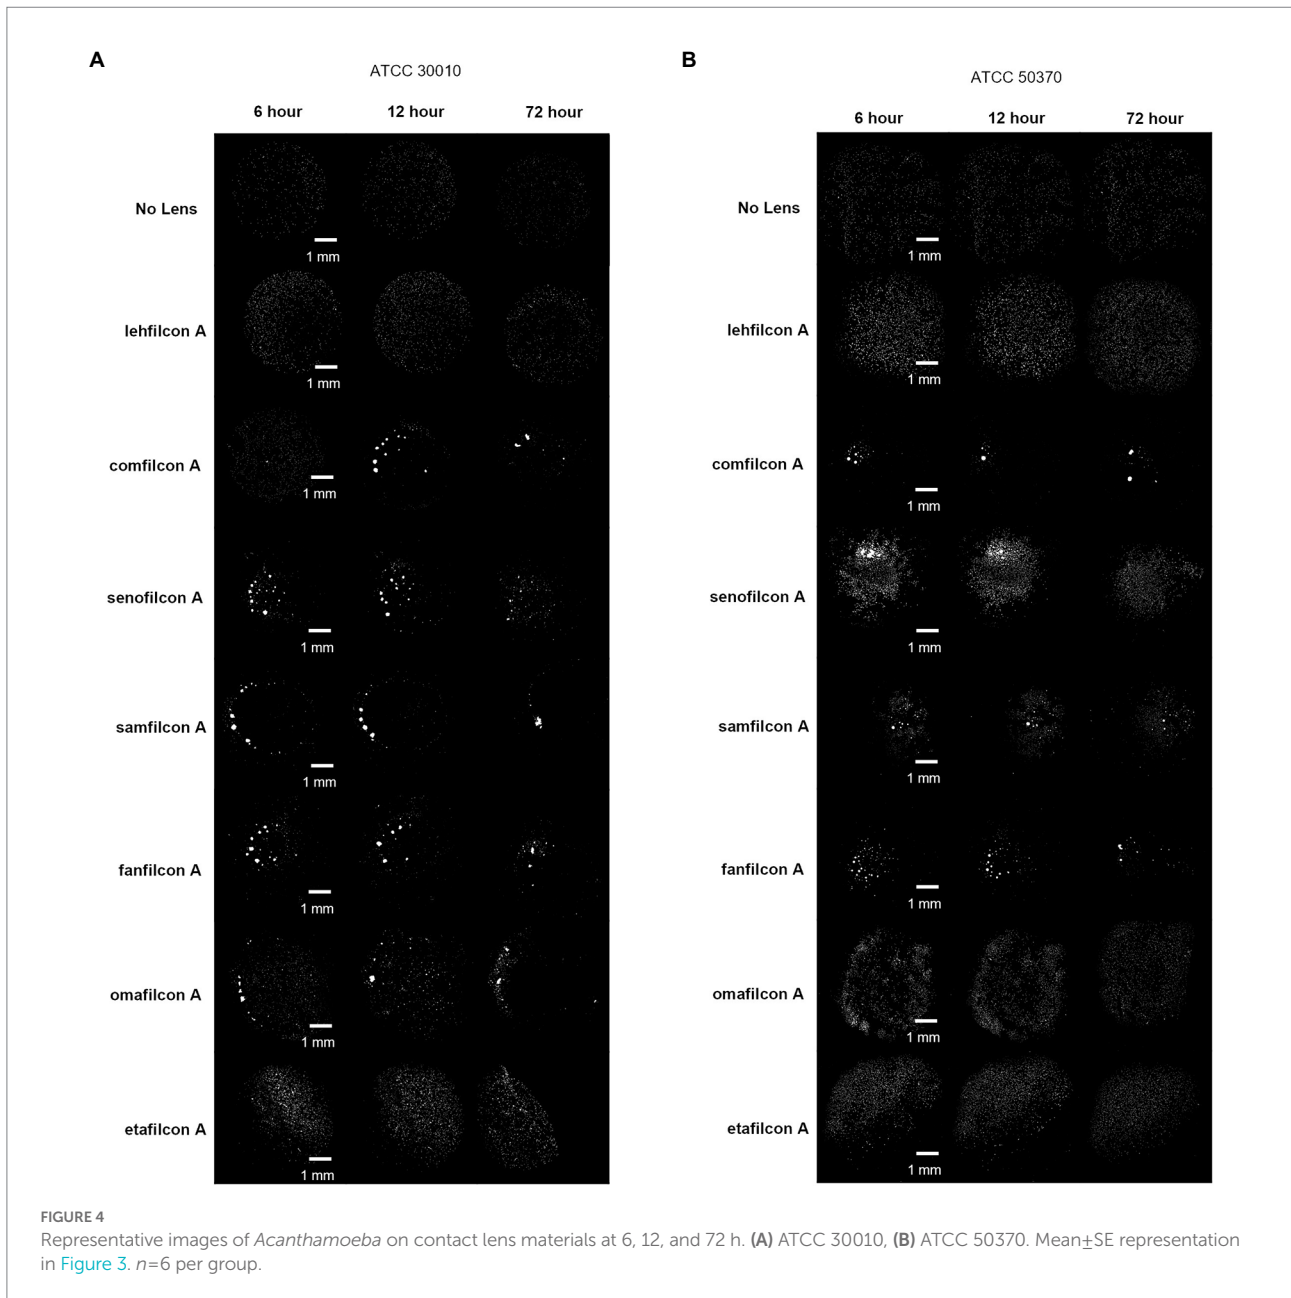 A
ATCC 30010
6 hour 12 hour 72 hour
No Lens
1 mm
lehfilcon A
1 mm
comfilcon A
1 mm
senofilcon A
1 mm
samfilcon A
1 mm
fanfilcon A
1 mm
omafilcon A
1 mm
etafilcon A
1 mm
B
ATCC 50370
6 hour 12 hour 72 hour
No Lens
1 mm
lehfilcon A
1 mm
comfilcon A
1 mm
senofilcon A
1 mm
samfilcon A
1 mm
fanfilcon A
1 mm
omafilcon A
1 mm
etafilcon A
1 mm
FIGURE 4
Representative images of Acanthamoeba on contact lens materials at 6, 12, and 72 h. (A) ATCC 30010, (B) ATCC 50370. Mean±SE representation
in Figure 3. n=6 per group.